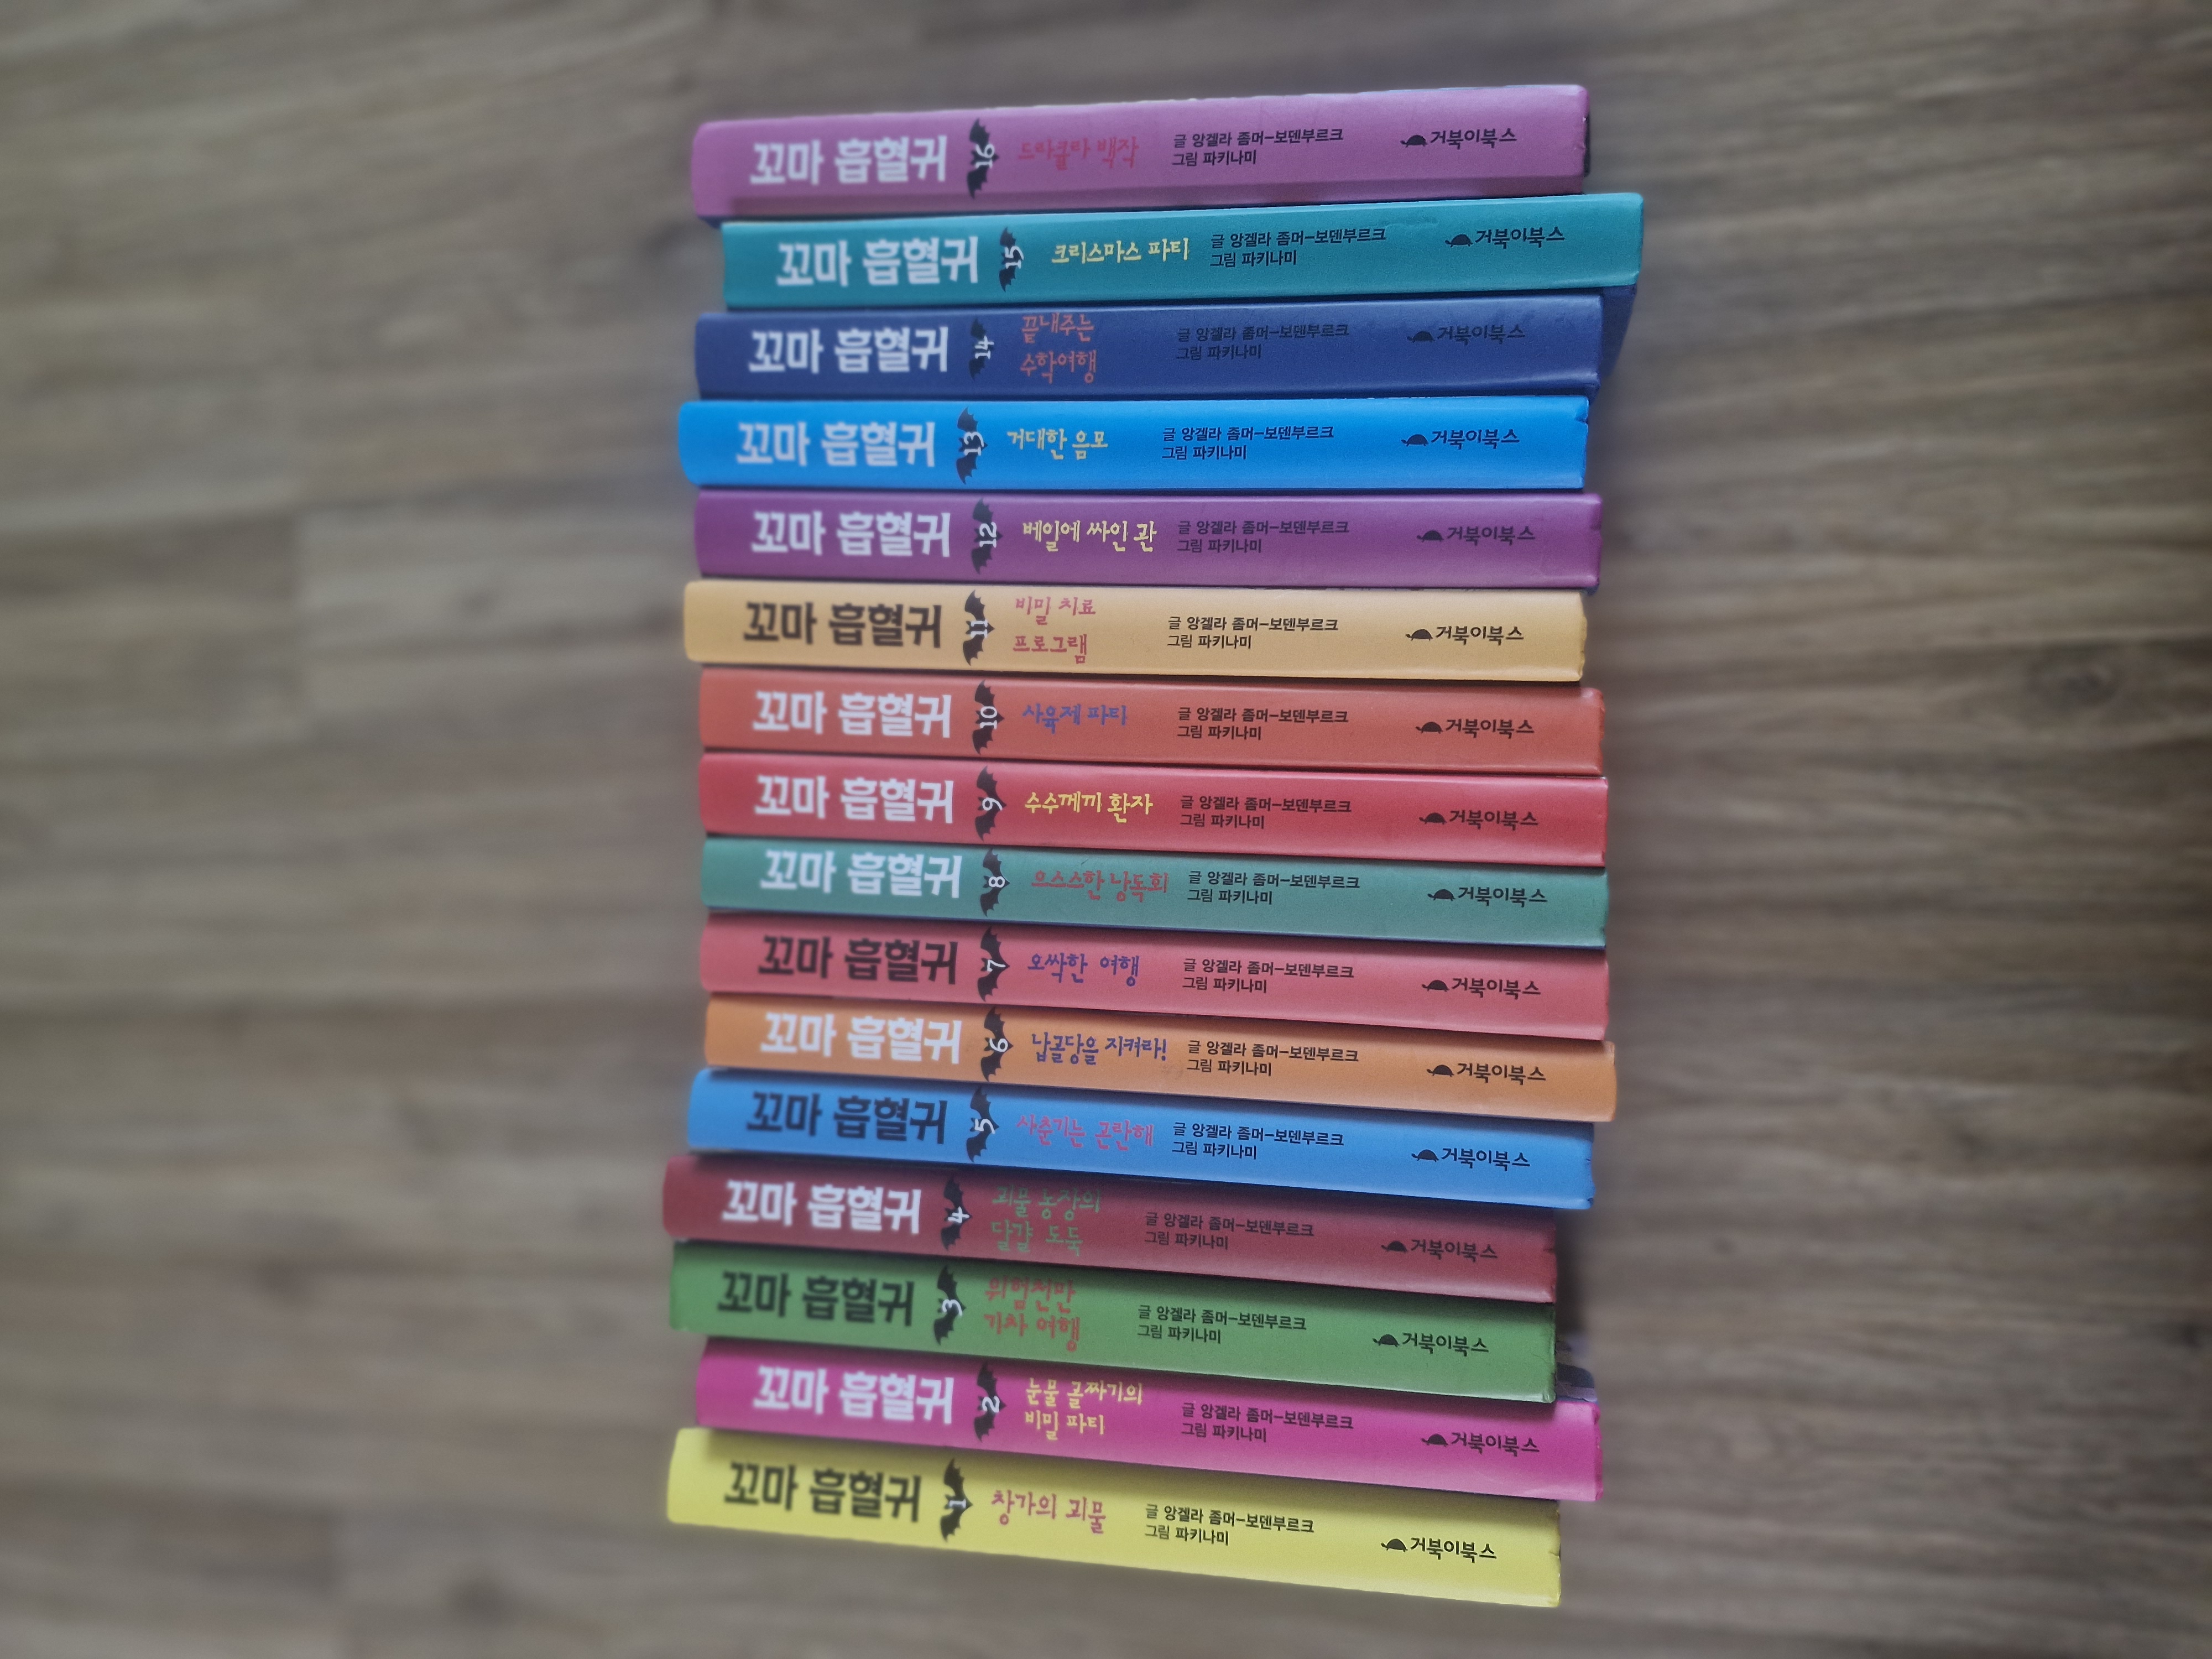 꼬마 흡혈귀 16 드라큘라 백작 글 앙겔라 좀머-보덴부르크
그림 파키나미
거북이북스
꼬마 흡혈귀 15 크리스마스 파티 글 앙겔라 좀머-보덴부르크
그림 파키나미
거북이북스
꼬마 흡혈귀 14 끝내주는
수학여행
글 앙겔라 좀머-보덴부르크
그림 파키나미
거북이북스
꼬마 흡혈귀 13 거대한 음모 글 앙겔라 좀머-보덴부르크
그림 파키나미
거북이북스
꼬마 흡혈귀 12 베일에 싸인 관 글 앙겔라 좀머-보덴부르크
그림 파키나미
거북이북스
꼬마 흡혈귀 11 비밀 치료
프로그램
글 앙겔라 좀머-보덴부르크
그림 파키나미
거북이북스
꼬마 흡혈귀 10 사육제 파티 글 앙겔라 좀머-보덴부르크
그림 파키나미
거북이북스
꼬마 흡혈귀 9 수수께끼 환자 글 앙겔라 좀머-보덴부르크
그림 파키나미
거북이북스
꼬마 흡혈귀 8 으스스한 낭독회 글 앙겔라 좀머-보덴부르크
그림 파키나미
거북이북스
꼬마 흡혈귀 7 오싹한 여행 글 앙겔라 좀머-보덴부르크
그림 파키나미
거북이북스
꼬마 흡혈귀 6 납골당을 지켜라! 글 앙겔라 좀머-보덴부르크
그림 파키나미
거북이북스
꼬마 흡혈귀 5 사춘기는 곤란해 글 앙겔라 좀머-보덴부르크
그림 파키나미
거북이북스
꼬마 흡혈귀 4 괴물 농장의
달걀 도둑
글 앙겔라 좀머-보덴부르크
그림 파키나미
거북이북스
꼬마 흡혈귀 3 위험천만
기차 여행
글 앙겔라 좀머-보덴부르크
그림 파키나미
거북이북스
꼬마 흡혈귀 2 눈물 골짜기의
비밀 파티
글 앙겔라 좀머-보덴부르크
그림 파키나미
거북이북스
꼬마 흡혈귀 1 창가의 괴물 글 앙겔라 좀머-보덴부르크
그림 파키나미
거북이북스